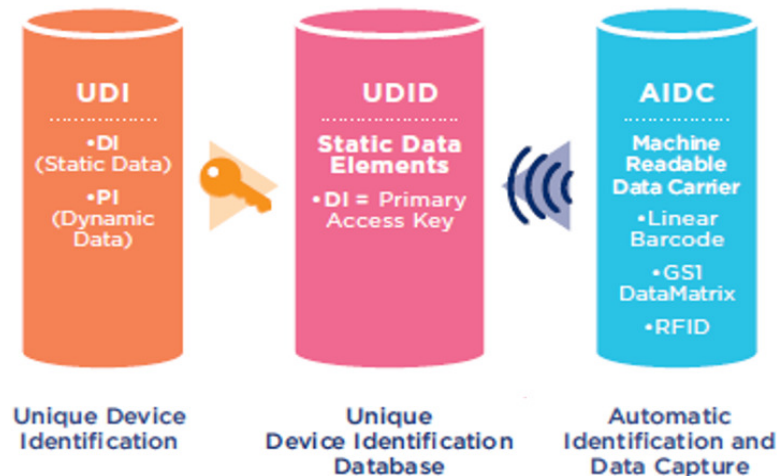 UDI
•DI
(Static Data)
•PI
(Dynamic
Data)
UDID
Static Data
Elements
•DI = Primary
Access Key
AIDC
Machine
Readable
Data Carrier
•Linear
Barcode
•GS1
DataMatrix
•RFID
Unique Device
Identification
Unique
Device Identification
Database
Automatic
Identification and
Data Capture